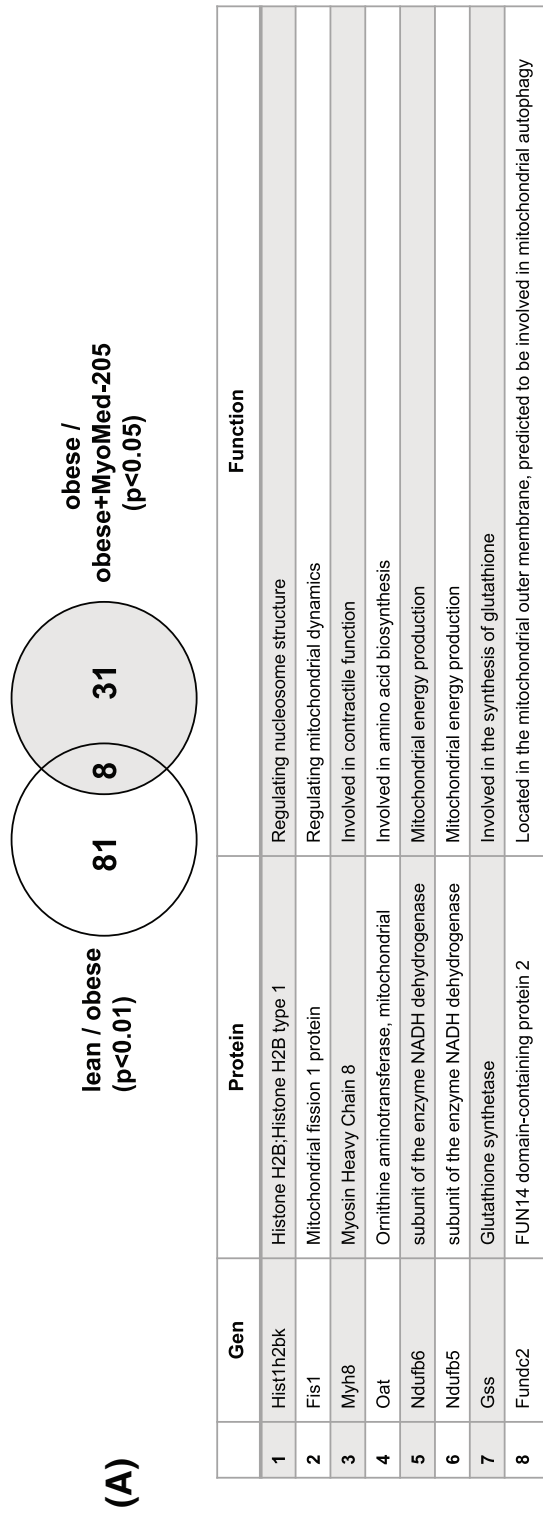 (A)
lean / obese
(p<0.01)
81
8
31
obese /
obese+MyoMed-205
(p<0.05)
Gen Protein Function
1 Hist1h2bk Histone H2B;Histone H2B type 1 Regulating nucleosome structure
2 Fis1 Mitochondrial fission 1 protein Regulating mitochondrial dynamics
3 Myh8 Myosin Heavy Chain 8 Involved in contractile function
4 Oat Ornithine aminotransferase, mitochondrial Involved in amino acid biosynthesis
5 Ndufb6 subunit of the enzyme NADH dehydrogenase Mitochondrial energy production
6 Ndufb5 subunit of the enzyme NADH dehydrogenase Mitochondrial energy production
7 Gss Glutathione synthetase Involved in the synthesis of glutathione
8 Fundc2 FUN14 domain-containing protein 2 Located in the mitochondrial outer membrane, predicted to be involved in mitochondrial autophagy